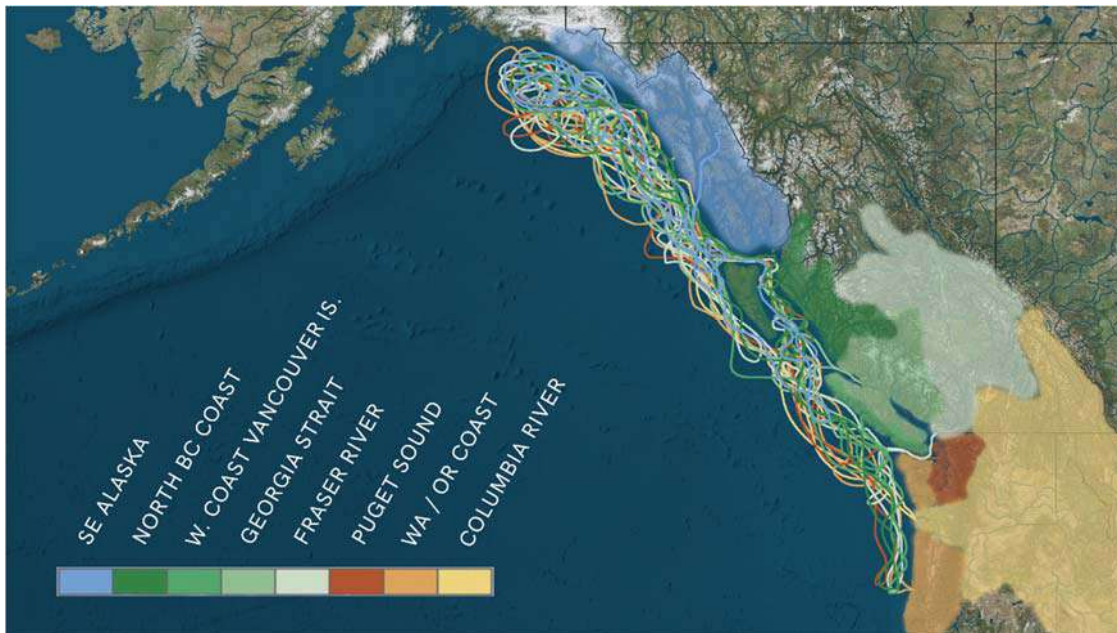 SE ALASKA
NORTH BC COAST
W. COAST VANCOUVER IS.
GEORGIA STRAIT
FRASER RIVER
PUGET SOUND
WA / OR COAST
COLUMBIA RIVER